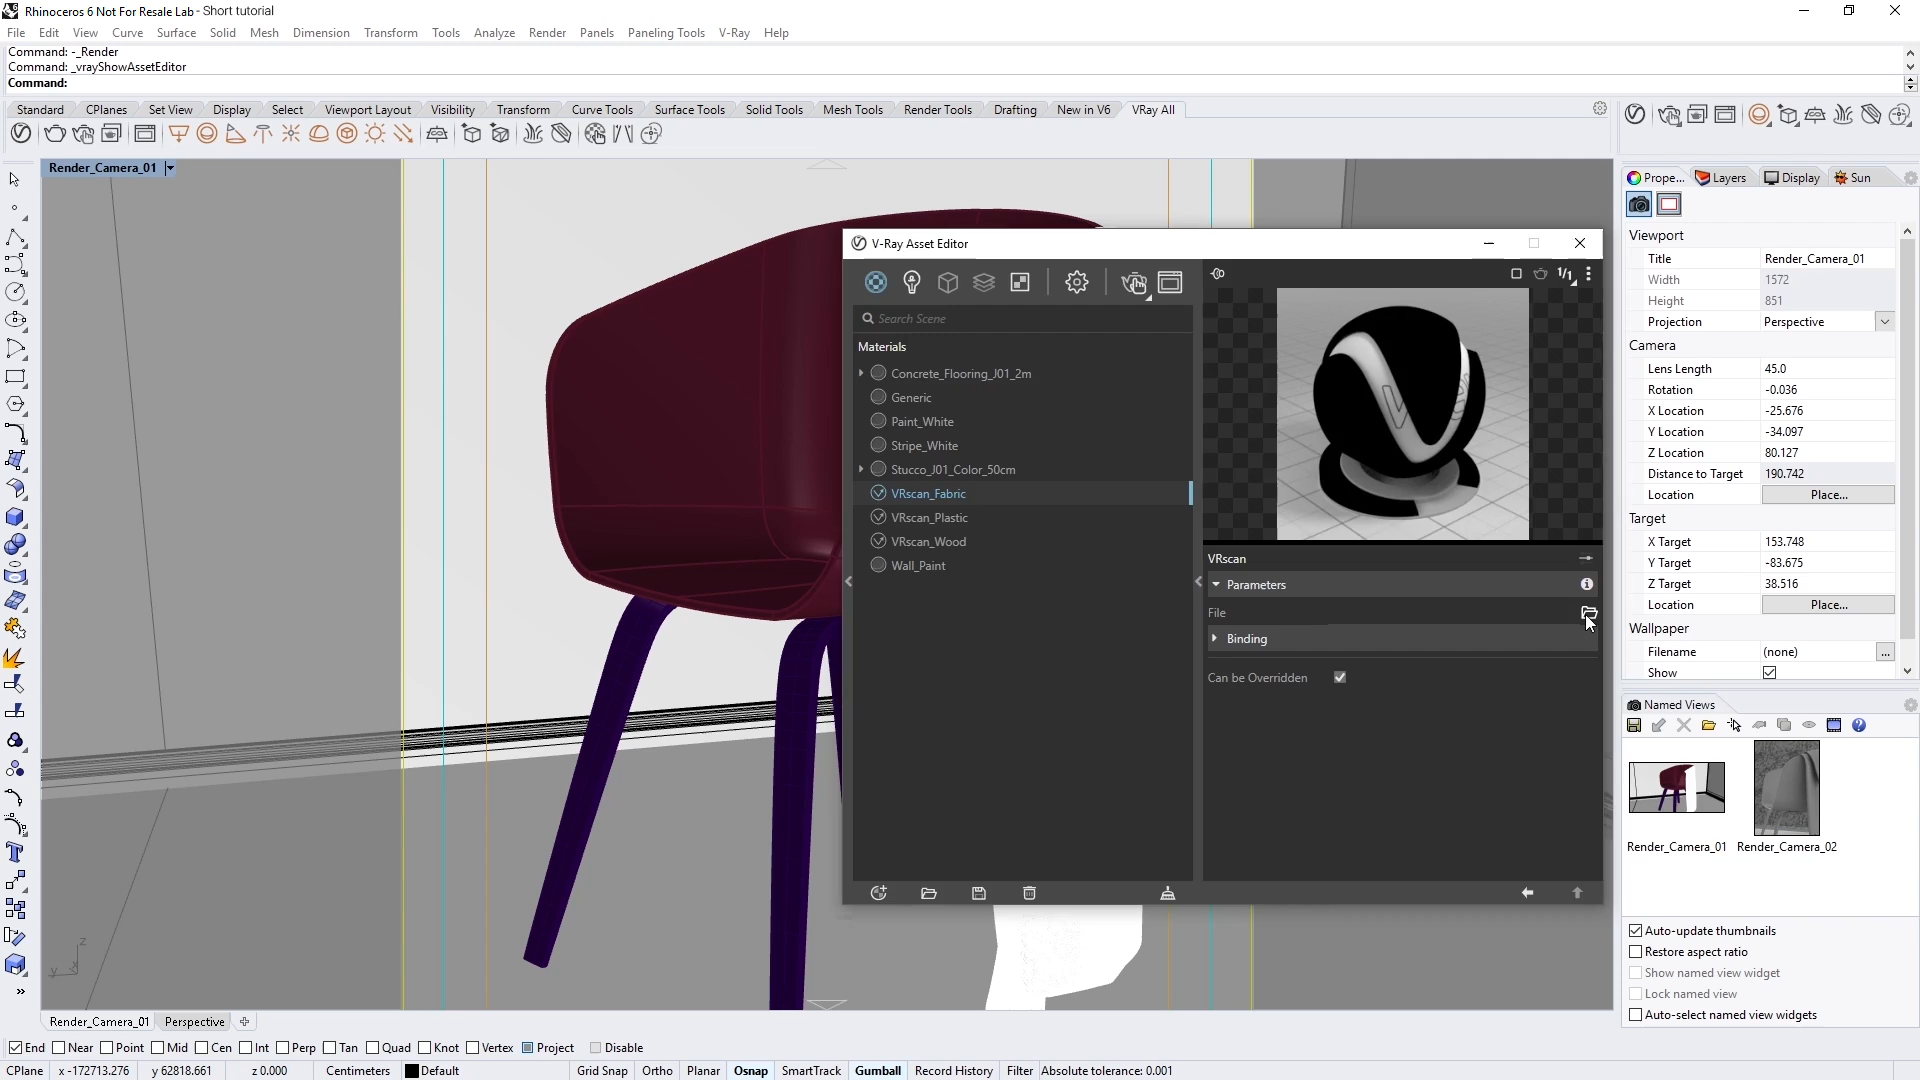 Rhinoceros 6 Not For Resale Lab - Short tutorial
File Edit View Curve Surface Solid Mesh Dimension Transform Tools Analyze Render Panels Paneling Tools V-Ray Help
Command: -_Render
Command: _vrayShowAssetEditor
Command:
Standard CPlanes Set View Display Select Viewport Layout Visibility Transform Curve Tools Surface Tools Solid Tools Mesh Tools Render Tools Drafting New in V6 VRay All
Render_Camera_01
Prope... Layers Display Sun
Viewport
Title Render_Camera_01
Width 1572
Height 851
Projection Perspective
Camera
Lens Length 45.0
Rotation -0.036
X Location -25.676
Y Location -34.097
Z Location 80.127
Distance to Target 190.742
Location Place...
Target
X Target 153.748
Y Target -83.675
Z Target 38.516
Location Place...
Wallpaper
Filename (none) ...
Show
V-Ray Asset Editor
1/1
Search Scene
Materials
Concrete_Flooring_J01_2m
Generic
Paint_White
Stripe_White
Stucco_J01_Color_50cm
VRscan_Fabric
VRscan_Plastic
VRscan_Wood
Wall_Paint
VRscan
Parameters
File
Binding
Can be Overridden
Named Views
Render_Camera_01 Render_Camera_02
Auto-update thumbnails
Restore aspect ratio
Show named view widget
Lock named view
Auto-select named view widgets
z
y x
Render_Camera_01 Perspective
End Near Point Mid Cen Int Perp Tan Quad Knot Vertex Project Disable
CPlane x -172713.276 y 62818.661 z 0.000 Centimeters Default Grid Snap Ortho Planar Osnap SmartTrack Gumball Record History Filter Absolute tolerance: 0.001